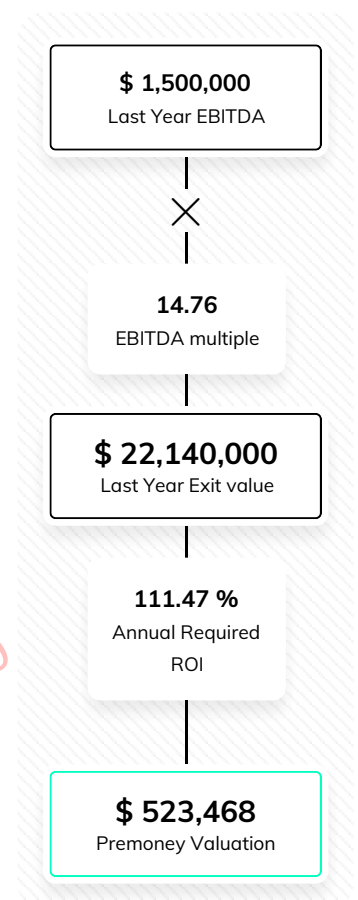 $ 1,500,000
Last Year EBITDA
14.76
EBITDA multiple
$ 22,140,000
Last Year Exit value
111.47 %
Annual Required
ROI
$ 523,468
Premoney Valuation